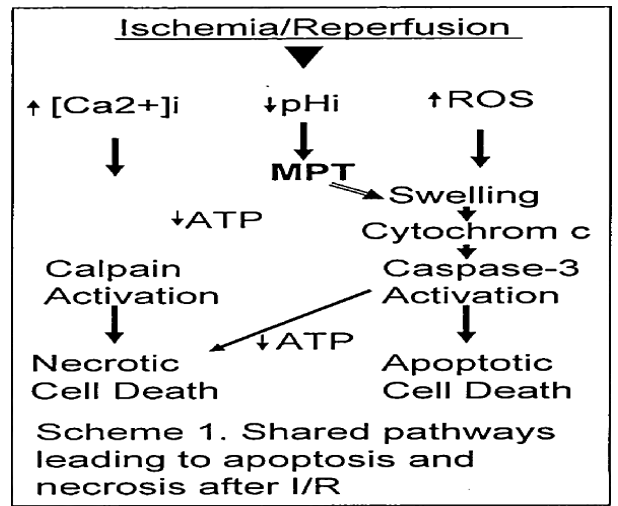 Ischemia/Reperfusion
↑ [Ca2+]i ↓pHi ↑ROS
MPT
Swelling
↓ATP
Cytochrom c
Calpain
Activation
Caspase-3
Activation
↓ATP
Necrotic
Cell Death
Apoptotic
Cell Death
Scheme 1. Shared pathways
leading to apoptosis and
necrosis after I/R